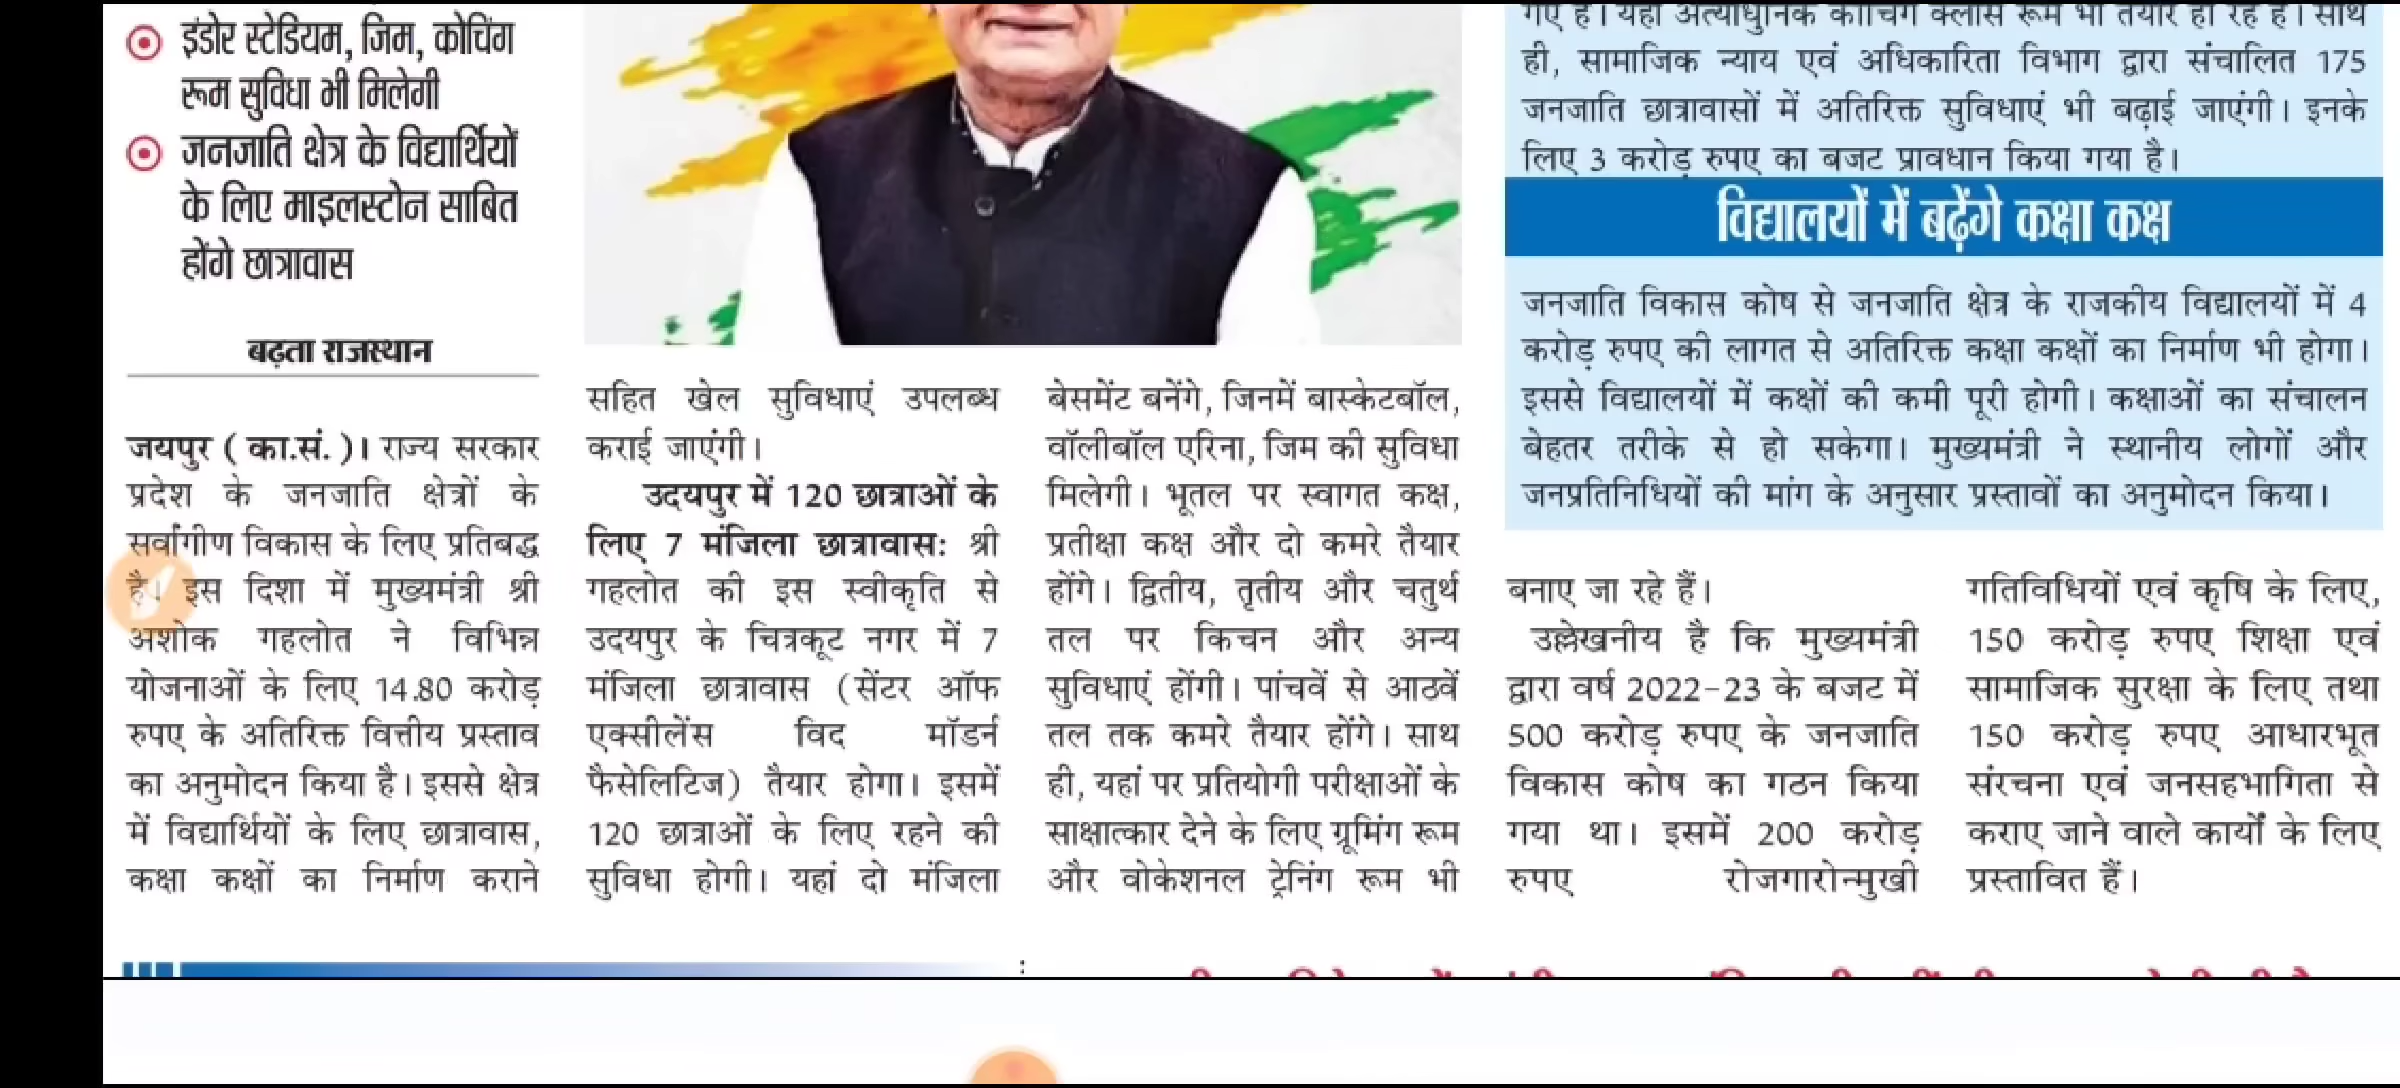 इंडोर स्टेडियम, जिम, कोचिंग
रूम सुविधा भी मिलेगी
जनजाति क्षेत्र के विद्यार्थियों
के लिए माइलस्टोन साबित
होंगे छात्रावास
बढ़ता राजस्थान
जयपुर ( का.सं. )। राज्य सरकार
प्रदेश के जनजाति क्षेत्रों के
सर्वांगीण विकास के लिए प्रतिबद्ध
है। इस दिशा में मुख्यमंत्री श्री
अशोक गहलोत ने विभिन्न
योजनाओं के लिए 14.80 करोड़
रुपए के अतिरिक्त वित्तीय प्रस्ताव
का अनुमोदन किया है। इससे क्षेत्र
में विद्यार्थियों के लिए छात्रावास,
कक्षा कक्षों का निर्माण कराने
सहित खेल सुविधाएं उपलब्ध
कराई जाएंगी।
उदयपुर में 120 छात्राओं के
लिए 7 मंजिला छात्रावास: श्री
गहलोत की इस स्वीकृति से
उदयपुर के चित्रकूट नगर में 7
मंजिला छात्रावास (सेंटर ऑफ
एक्सीलेंस विद मॉडर्न
फैसेलिटिज) तैयार होगा। इसमें
120 छात्राओं के लिए रहने की
सुविधा होगी। यहां दो मंजिला
बेसमेंट बनेंगे, जिनमें बास्केटबॉल,
वॉलीबॉल एरिना, जिम की सुविधा
मिलेगी। भूतल पर स्वागत कक्ष,
प्रतीक्षा कक्ष और दो कमरे तैयार
होंगे। द्वितीय, तृतीय और चतुर्थ
तल पर किचन और अन्य
सुविधाएं होंगी। पांचवें से आठवें
तल तक कमरे तैयार होंगे। साथ
ही, यहां पर प्रतियोगी परीक्षाओं के
साक्षात्कार देने के लिए ग्रूमिंग रूम
और वोकेशनल ट्रेनिंग रूम भी
बनाए जा रहे हैं।
उल्लेखनीय है कि मुख्यमंत्री
द्वारा वर्ष 2022-23 के बजट में
500 करोड़ रुपए के जनजाति
विकास कोष का गठन किया
गया था। इसमें 200 करोड़
रुपए रोजगारोन्मुखी
गतिविधियों एवं कृषि के लिए,
150 करोड़ रुपए शिक्षा एवं
सामाजिक सुरक्षा के लिए तथा
150 करोड़ रुपए आधारभूत
संरचना एवं जनसहभागिता से
कराए जाने वाले कार्यों के लिए
प्रस्तावित हैं।
गए हैं। यहां अत्याधुनिक कोचिंग क्लास रूम भी तैयार हो रहे हैं। साथ
ही, सामाजिक न्याय एवं अधिकारिता विभाग द्वारा संचालित 175
जनजाति छात्रावासों में अतिरिक्त सुविधाएं भी बढ़ाई जाएंगी। इनके
लिए 3 करोड़ रुपए का बजट प्रावधान किया गया है।
विद्यालयों में बढ़ेंगे कक्षा कक्ष
जनजाति विकास कोष से जनजाति क्षेत्र के राजकीय विद्यालयों में 4
करोड़ रुपए की लागत से अतिरिक्त कक्षा कक्षों का निर्माण भी होगा।
इससे विद्यालयों में कक्षों की कमी पूरी होगी। कक्षाओं का संचालन
बेहतर तरीके से हो सकेगा। मुख्यमंत्री ने स्थानीय लोगों और
जनप्रतिनिधियों की मांग के अनुसार प्रस्तावों का अनुमोदन किया।